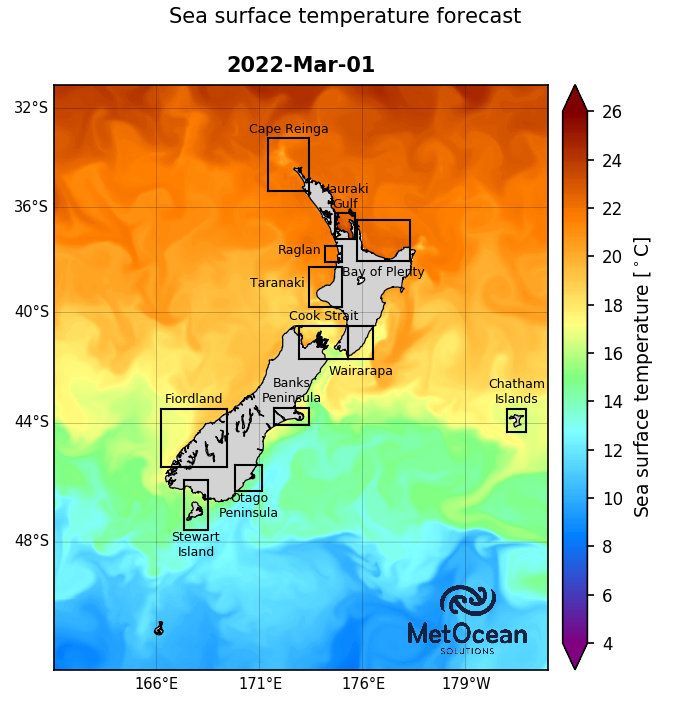 Sea surface temperature forecast
2022-Mar-01
32°S
36°S
40°S
44°S
48°S
166°E
171°E
176°E
179°W
Cape Reinga
Hauraki
Gulf
Raglan
Bay of Plenty
Taranaki
Cook Strait
Wairarapa
Banks
Peninsula
Fiordland
Chatham
Islands
Otago
Peninsula
Stewart
Island
MetOcean
SOLUTIONS
26
24
22
20
18
16
14
12
10
8
6
4
Sea surface temperature [°C]